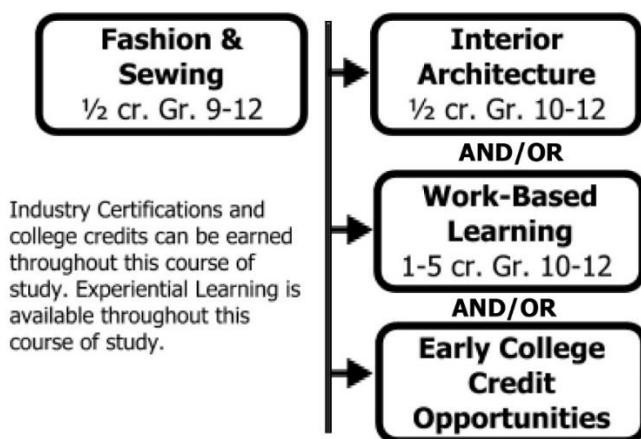 Fashion &
Sewing
½ cr. Gr. 9-12
Industry Certifications and
college credits can be earned
throughout this course of
study. Experiential Learning is
available throughout this
course of study.
Interior
Architecture
½ cr. Gr. 10-12
AND/OR
Work-Based
Learning
1-5 cr. Gr. 10-12
AND/OR
Early College
Credit
Opportunities